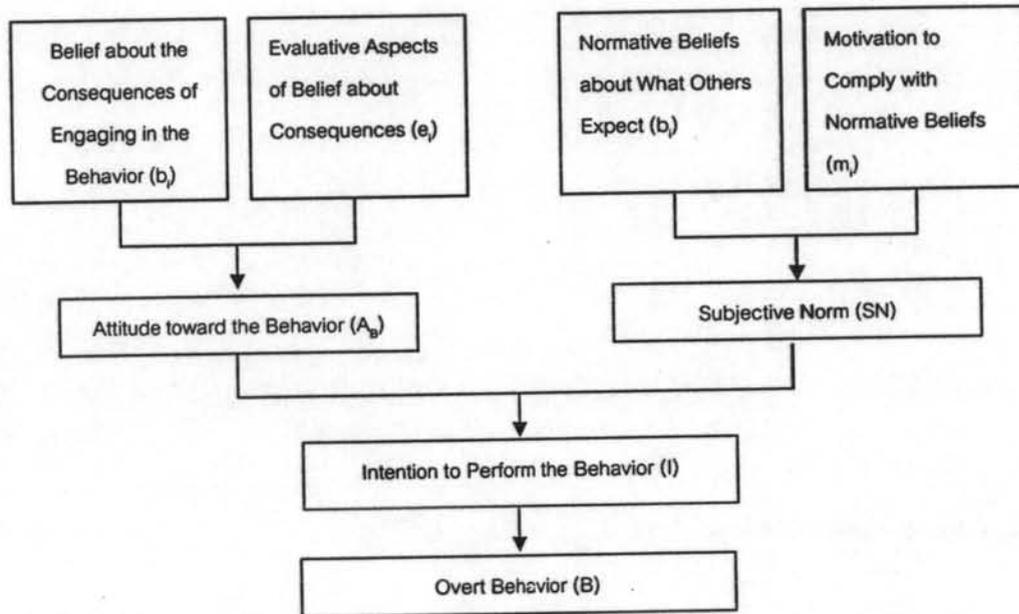 Belief about the
Consequences of
Engaging in the
Behavior (bᵢ)
Evaluative Aspects
of Belief about
Consequences (eᵢ)
Normative Beliefs
about What Others
Expect (bᵢ)
Motivation to
Comply with
Normative Beliefs
(mᵢ)
Attitude toward the Behavior (A_B)
Subjective Norm (SN)
Intention to Perform the Behavior (I)
Overt Behavior (B)